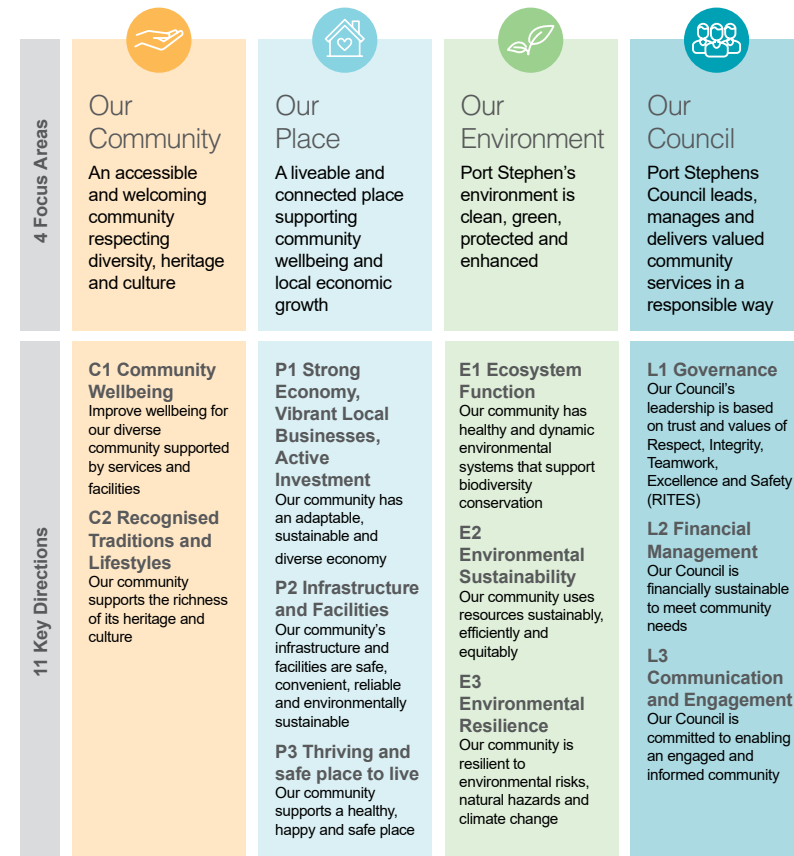 4 Focus Areas
Our
Community
An accessible
and welcoming
community
respecting
diversity, heritage
and culture
Our
Place
A liveable and
connected place
supporting
community
wellbeing and
local economic
growth
Our
Environment
Port Stephen's
environment is
clean, green,
protected and
enhanced
Our
Council
Port Stephens
Council leads,
manages and
delivers valued
community
services in a
responsible way
11 Key Directions
C1 Community
Wellbeing
Improve wellbeing for
our diverse
community supported
by services and
facilities
C2 Recognised
Traditions and
Lifestyles
Our community
supports the richness
of its heritage and
culture
P1 Strong
Economy,
Vibrant Local
Businesses,
Active
Investment
Our community has
an adaptable,
sustainable and
diverse economy
P2 Infrastructure
and Facilities
Our community's
infrastructure and
facilities are safe,
convenient, reliable
and environmentally
sustainable
P3 Thriving and
safe place to live
Our community
supports a healthy,
happy and safe place
E1 Ecosystem
Function
Our community has
healthy and dynamic
environmental
systems that support
biodiversity
conservation
E2
Environmental
Sustainability
Our community uses
resources sustainably,
efficiently and
equitably
E3
Environmental
Resilience
Our community is
resilient to
environmental risks,
natural hazards and
climate change
L1 Governance
Our Council's
leadership is based
on trust and values of
Respect, Integrity,
Teamwork,
Excellence and Safety
(RITES)
L2 Financial
Management
Our Council is
financially sustainable
to meet community
needs
L3
Communication
and Engagement
Our Council is
committed to enabling
an engaged and
informed community